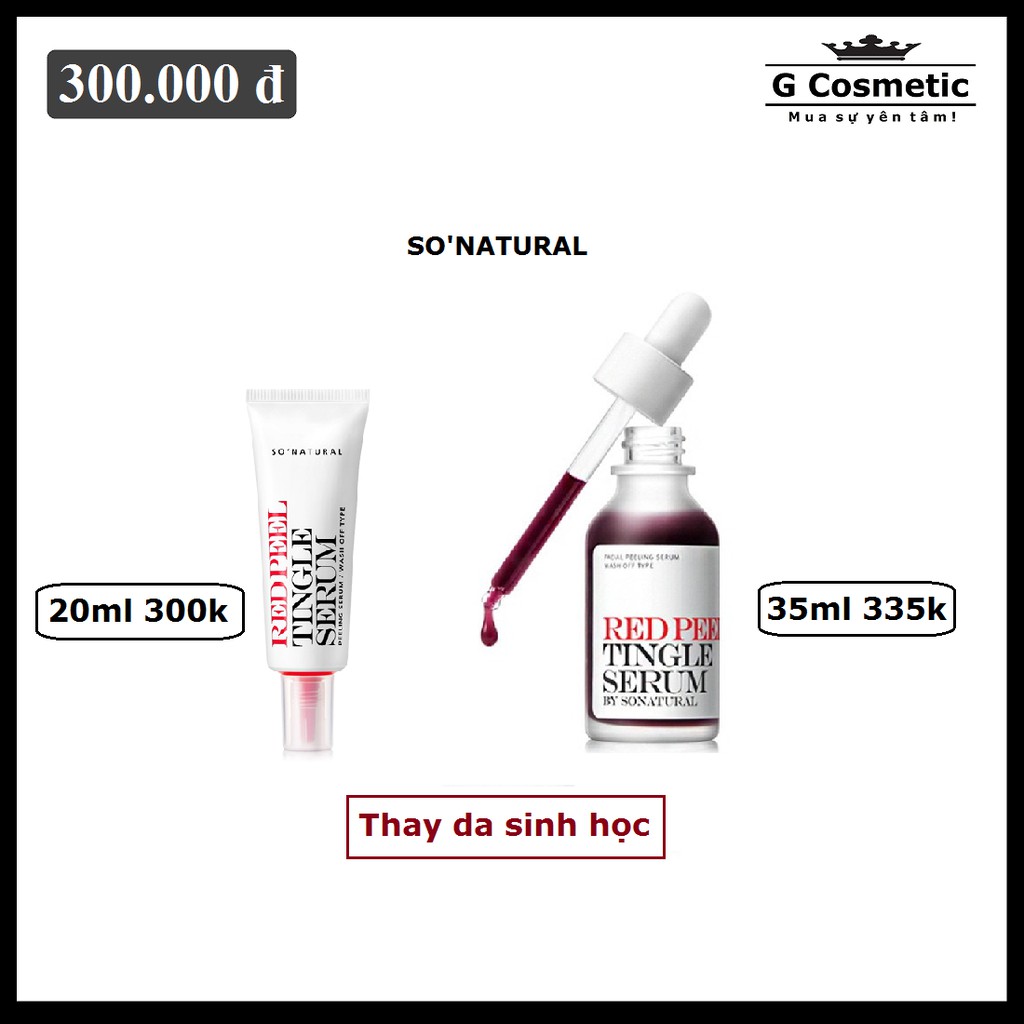 300.000 đ
G Cosmetic
Mua sự yên tâm!
SO'NATURAL
SO'NATURAL
RED PEEL
TINGLE
SERUM
PEELING SERUM / WASH OFF TYPE
20ml 300k
FACIAL PEELING SERUM
WASH OFF TYPE
RED PEE
TINGLE
SERUM
BY SONATURAL
35ml 335k
Thay da sinh học